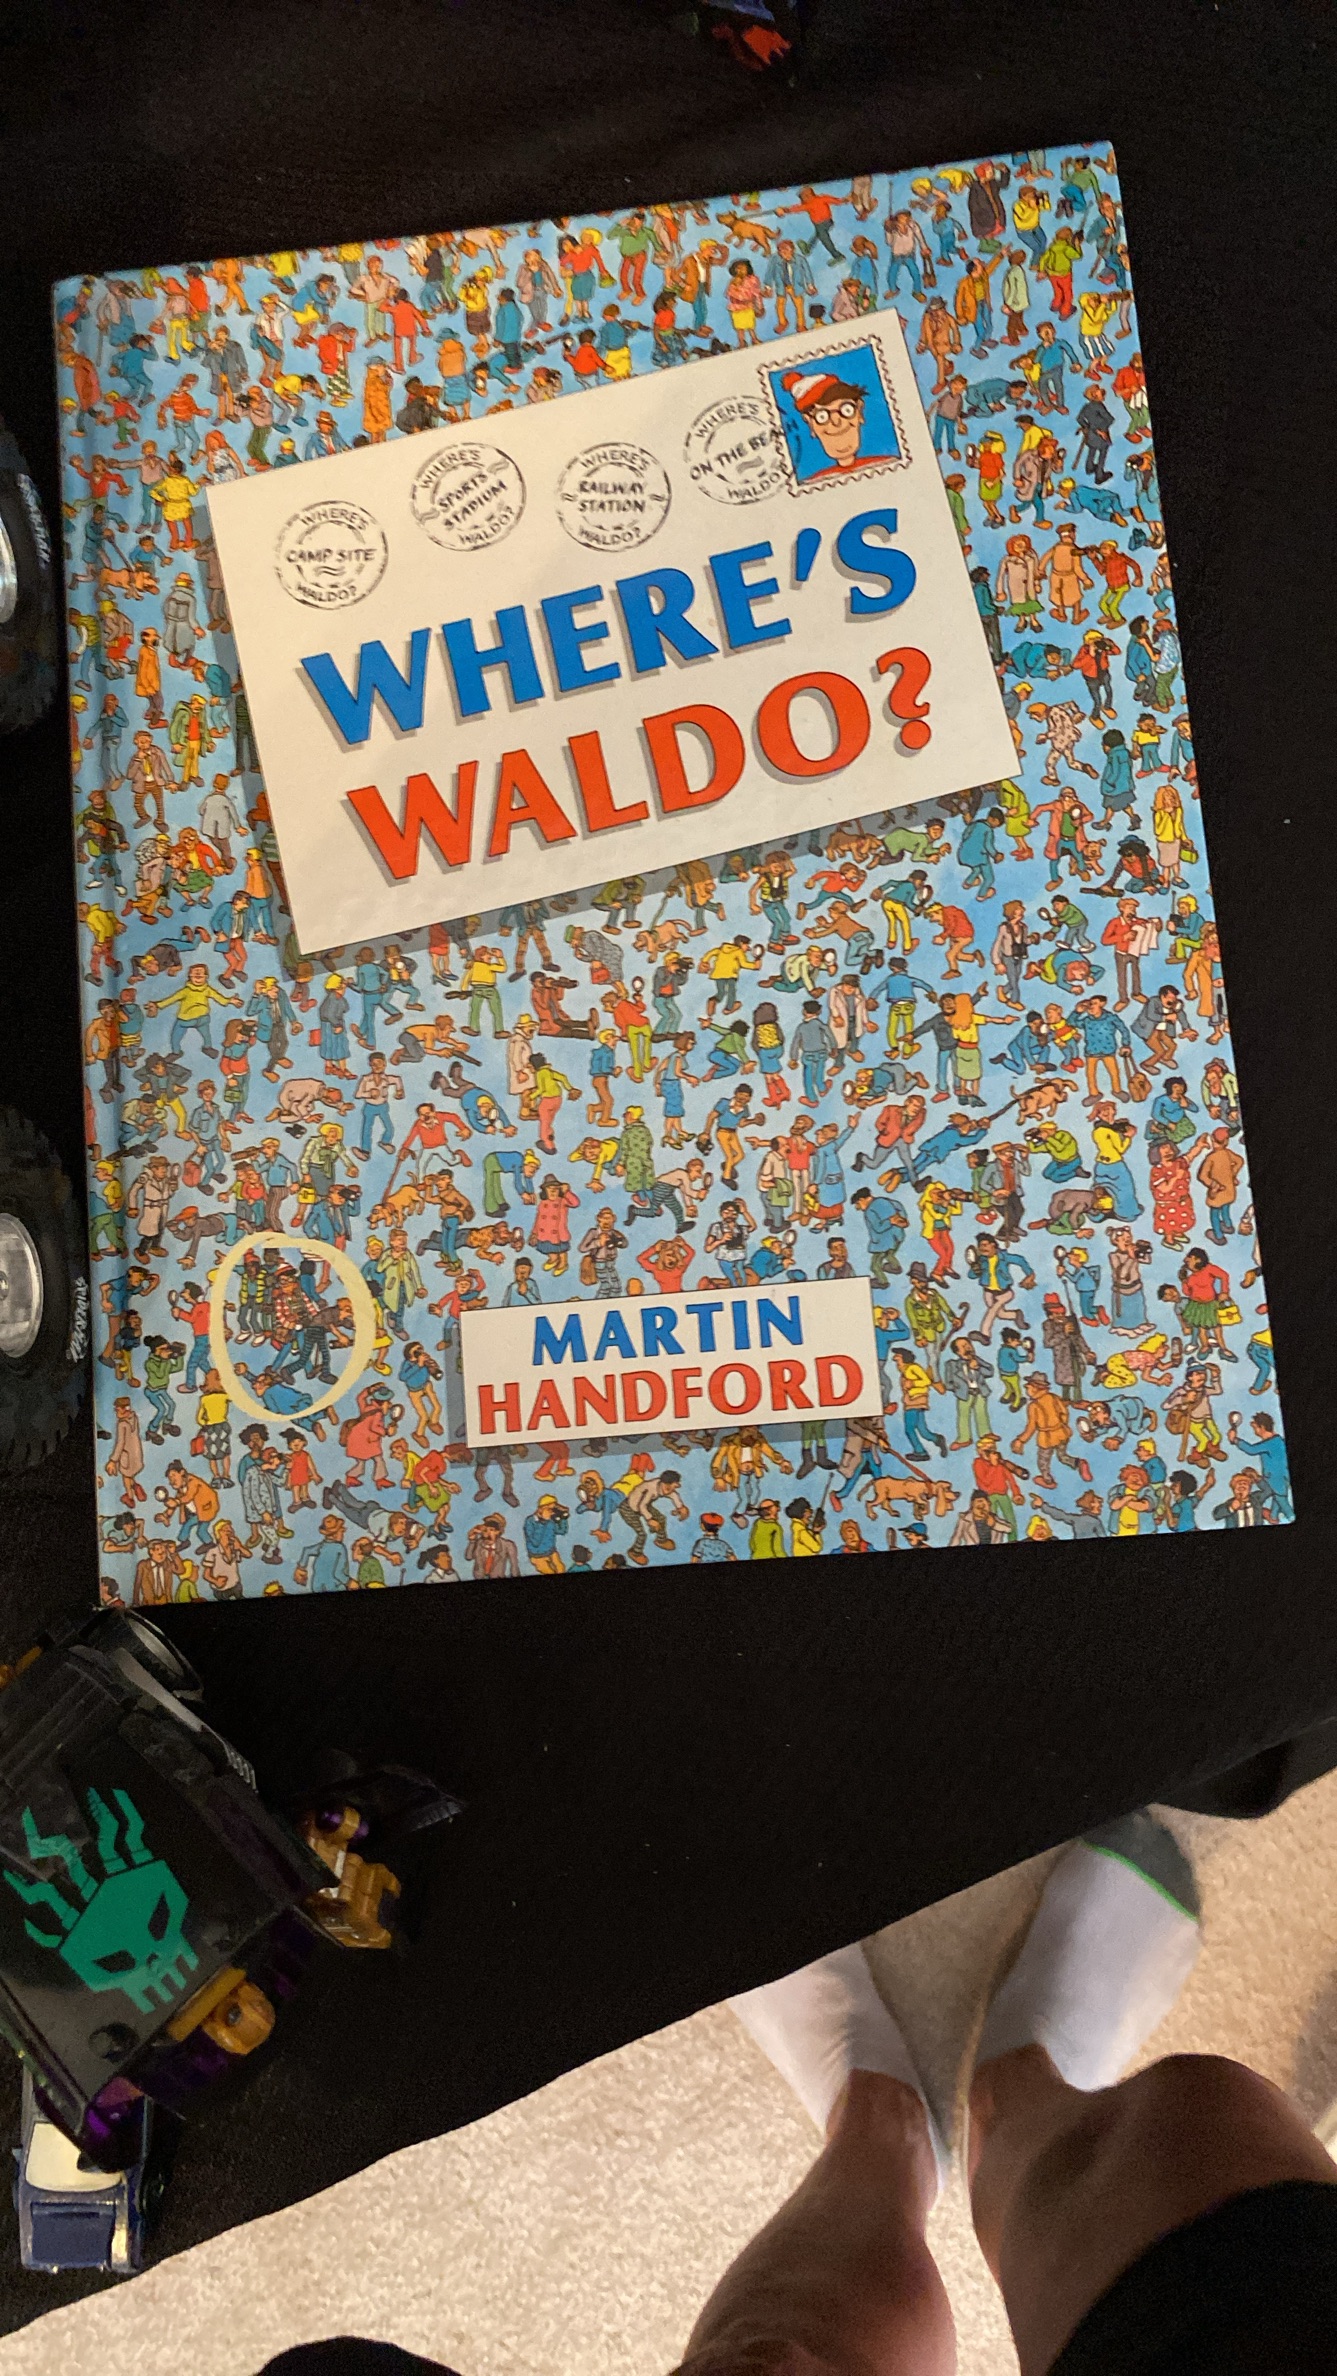 WHERE'S
CAMP SITE
WALDO?
WHERE'S
SPORTS
STADIUM
WALDO?
WHERE'S
RAILWAY
STATION
WALDO?
WHERE'S
ON THE BEACH
WALDO?
WHERE'S
WALDO?
MARTIN
HANDFORD